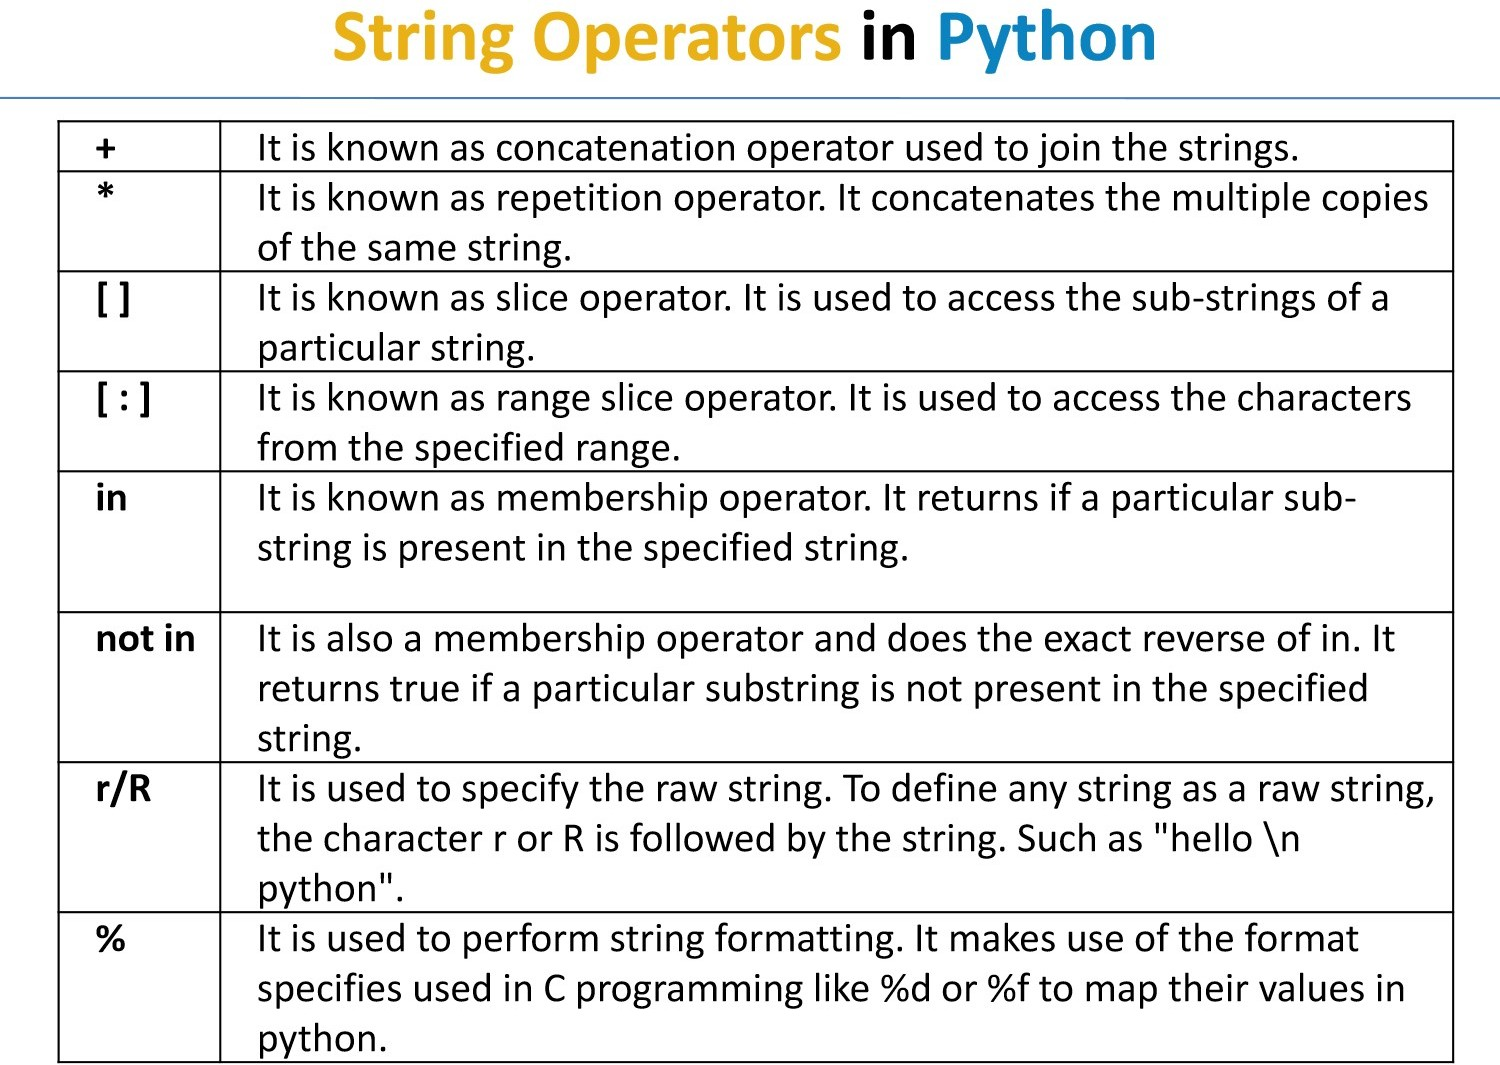 String Operators in Python
+ It is known as concatenation operator used to join the strings.
* It is known as repetition operator. It concatenates the multiple copies
of the same string.
[ ] It is known as slice operator. It is used to access the sub-strings of a
particular string.
[ : ] It is known as range slice operator. It is used to access the characters
from the specified range.
in It is known as membership operator. It returns if a particular sub-
string is present in the specified string.
not in It is also a membership operator and does the exact reverse of in. It
returns true if a particular substring is not present in the specified
string.
r/R It is used to specify the raw string. To define any string as a raw string,
the character r or R is followed by the string. Such as "hello \n
python".
% It is used to perform string formatting. It makes use of the format
specifies used in C programming like %d or %f to map their values in
python.